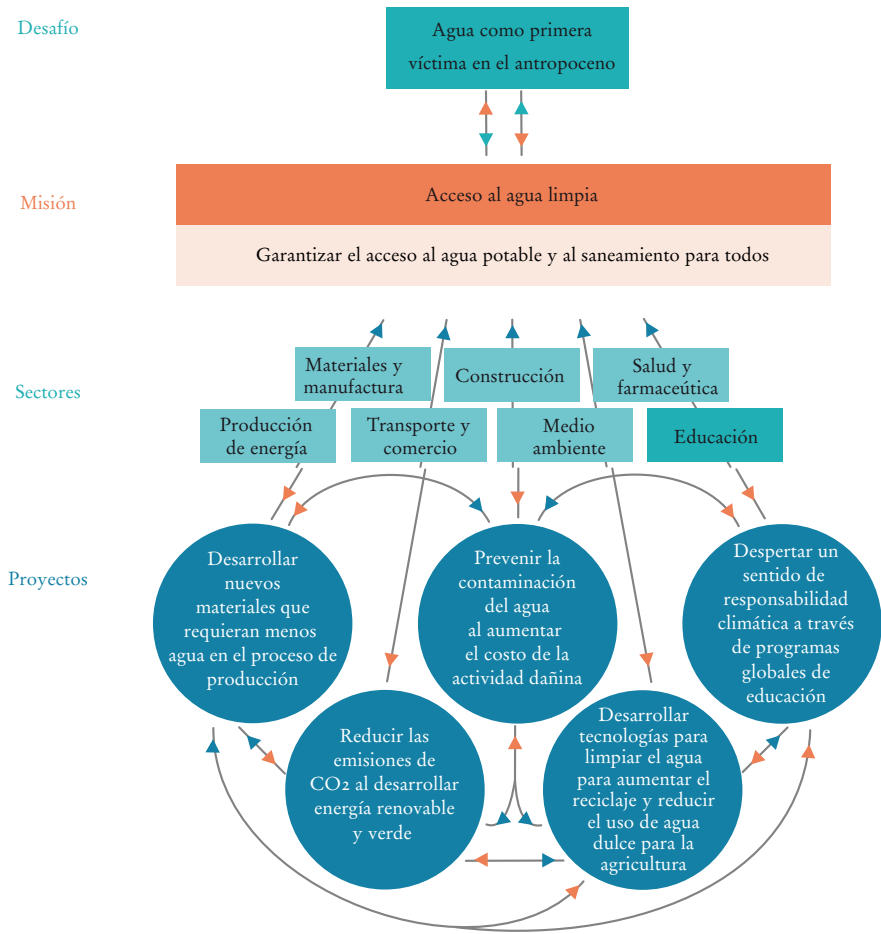 Desafío
Agua como primera
víctima en el antropoceno
Misión
Acceso al agua limpia
Garantizar el acceso al agua potable y al saneamiento para todos
Sectores
Materiales y
manufactura
Construcción
Salud y
farmaceútica
Producción
de energía
Transporte y
comercio
Medio
ambiente
Educación
Proyectos
Desarrollar
nuevos
materiales que
requieran menos
agua en el proceso de
producción
Prevenir la
contaminación
del agua
al aumentar
el costo de la
actividad dañina
Despertar un
sentido de
responsabilidad
climática a través
de programas
globales de
educación
Reducir las
emisiones de
CO2 al desarrollar
energía renovable
y verde
Desarrollar
tecnologías para
limpiar el agua
para aumentar el
reciclaje y reducir
el uso de agua
dulce para la
agricultura